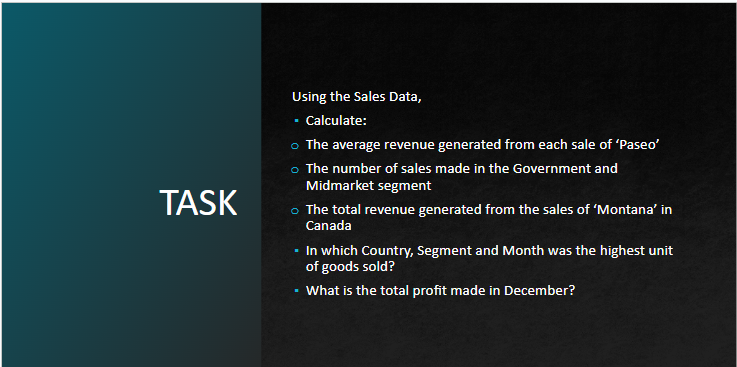 TASK
Using the Sales Data,
▪ Calculate:
o The average revenue generated from each sale of ‘Paseo’
o The number of sales made in the Government and
Midmarket segment
o The total revenue generated from the sales of ‘Montana’ in
Canada
▪ In which Country, Segment and Month was the highest unit
of goods sold?
▪ What is the total profit made in December?